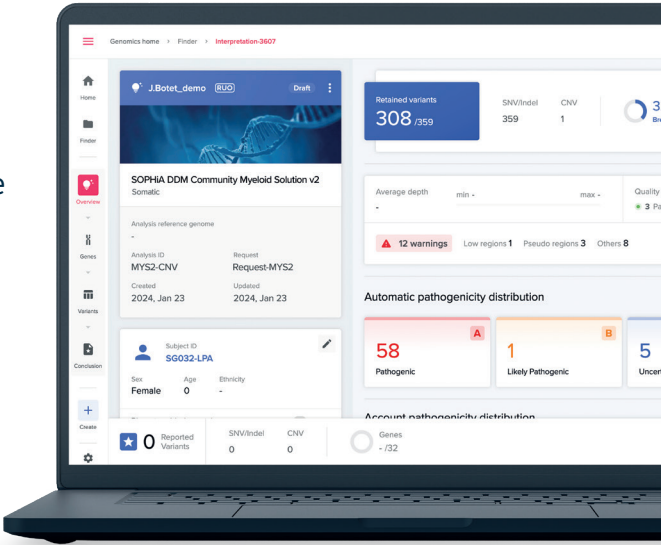 e
Genomics home > Finder > Interpretation-3607
Home
Finder
Overview
Genes
Variants
Conclusion
Create
J.Botet_demo RUO Draft
SOPHiA DDM Community Myeloid Solution v2
Somatic
Analysis reference genome
-
Analysis ID Request
MYS2-CNV Request-MYS2
Created Updated
2024, Jan 23 2024, Jan 23
Subject ID
SG032-LPA
Sex Age Ethnicity
Female 0 -
0 Reported Variants
SNV/Indel CNV
0 0
Genes
- /32
Retained variants
308 /359
SNV/Indel CNV
359 1
3
Average depth min - max -
-
Quality
3
12 warnings Low regions 1 Pseudo regions 3 Others 8
Automatic pathogenicity distribution
A
58
Pathogenic
B
1
Likely Pathogenic
5
Account pathogenicity distribution